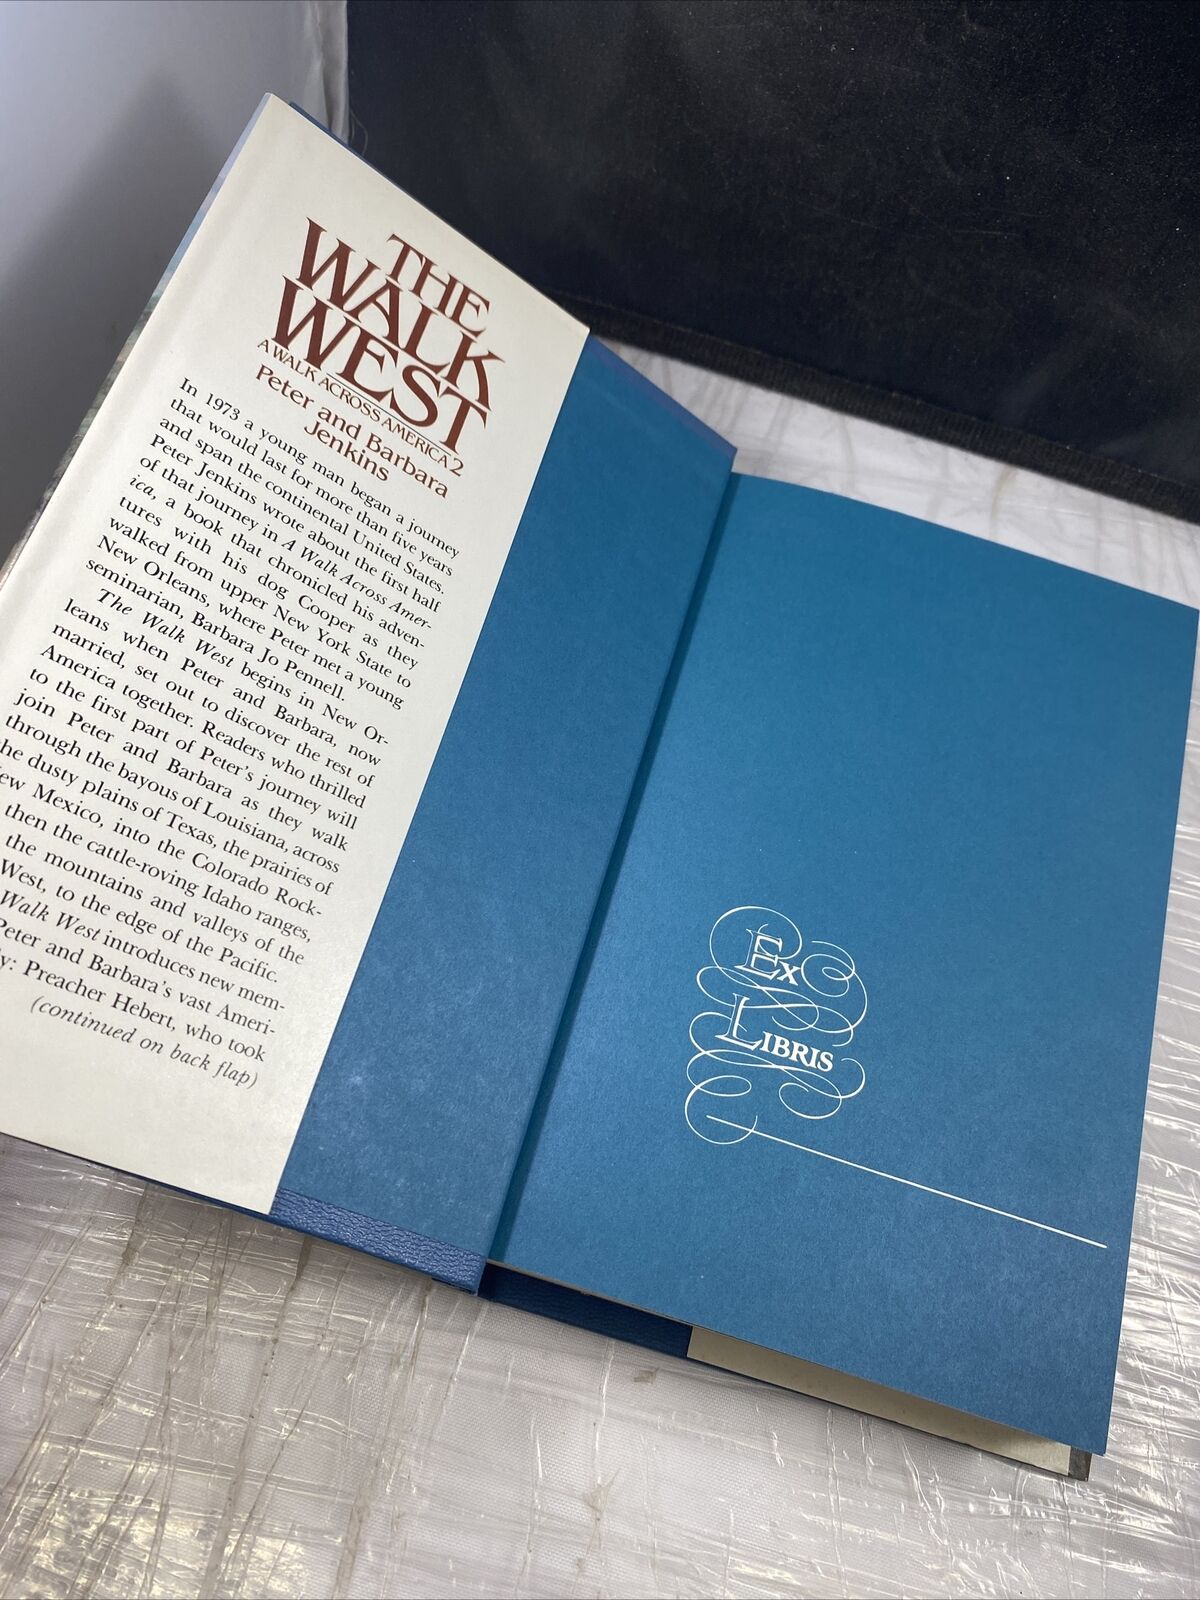 THE
WALK
WEST
A WALK ACROSS AMERICA 2
Peter and Barbara
Jenkins
In 1973 a young man began a journey
that would last for more than five years
and span the continental United States.
Peter Jenkins wrote about the first half
of that journey in A Walk Across Amer-
ica, a book that chronicled his adven-
tures with his dog Cooper as they
walked from upper New York State to
New Orleans, where Peter met a young
seminarian, Barbara Jo Pennell.
The Walk West begins in New Or-
leans when Peter and Barbara, now
married, set out to discover the rest of
America together. Readers who thrilled
to the first part of Peter's journey will
join Peter and Barbara as they walk
through the bayous of Louisiana, across
he dusty plains of Texas, the prairies of
ew Mexico, into the Colorado Rock-
then the cattle-roving Idaho ranges,
the mountains and valleys of the
West, to the edge of the Pacific.
Walk West introduces new mem-
Peter and Barbara's vast Ameri-
y: Preacher Hebert, who took
(continued on back flap)
Ex
LIBRIS